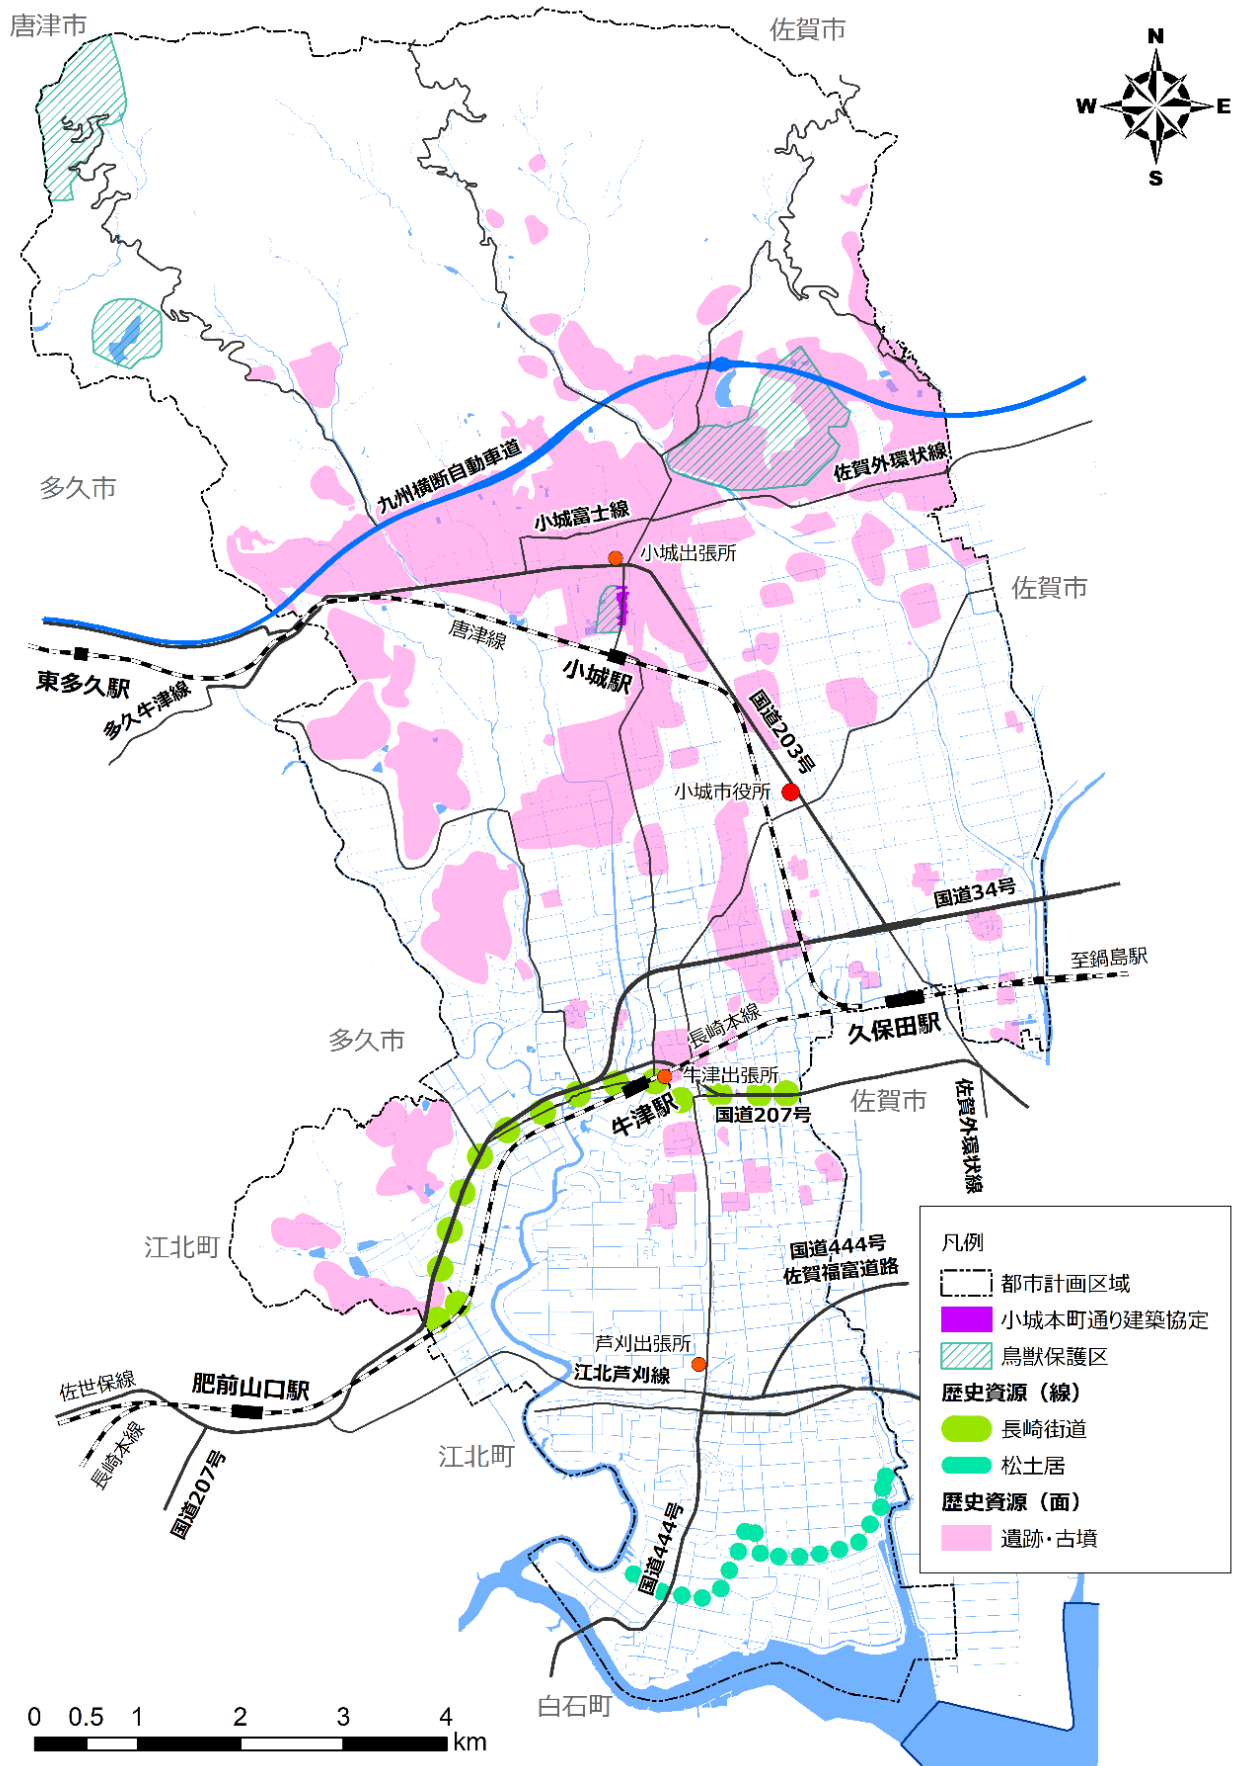 唐津市
佐賀市
N
W
E
S
九州横断自動車道
佐賀外環状線
多久市
小城富士線
小城出張所
佐賀市
唐津線
小城駅
東多久駅
多久牛津線
国道203号
小城市役所
国道34号
至鍋島駅
長崎本線
久保田駅
多久市
牛津出張所
牛津駅
国道207号
佐賀市
佐賀外環状線
江北町
国道444号
佐賀福富道路
芦刈出張所
江北芦刈線
佐世保線
肥前山口駅
長崎本線
国道207号
江北町
国道444号
白石町
凡例
都市計画区域
小城本町通り建築協定
鳥獣保護区
歴史資源（線）
長崎街道
松土居
歴史資源（面）
遺跡・古墳
0 0.5 1 2 3 4
km